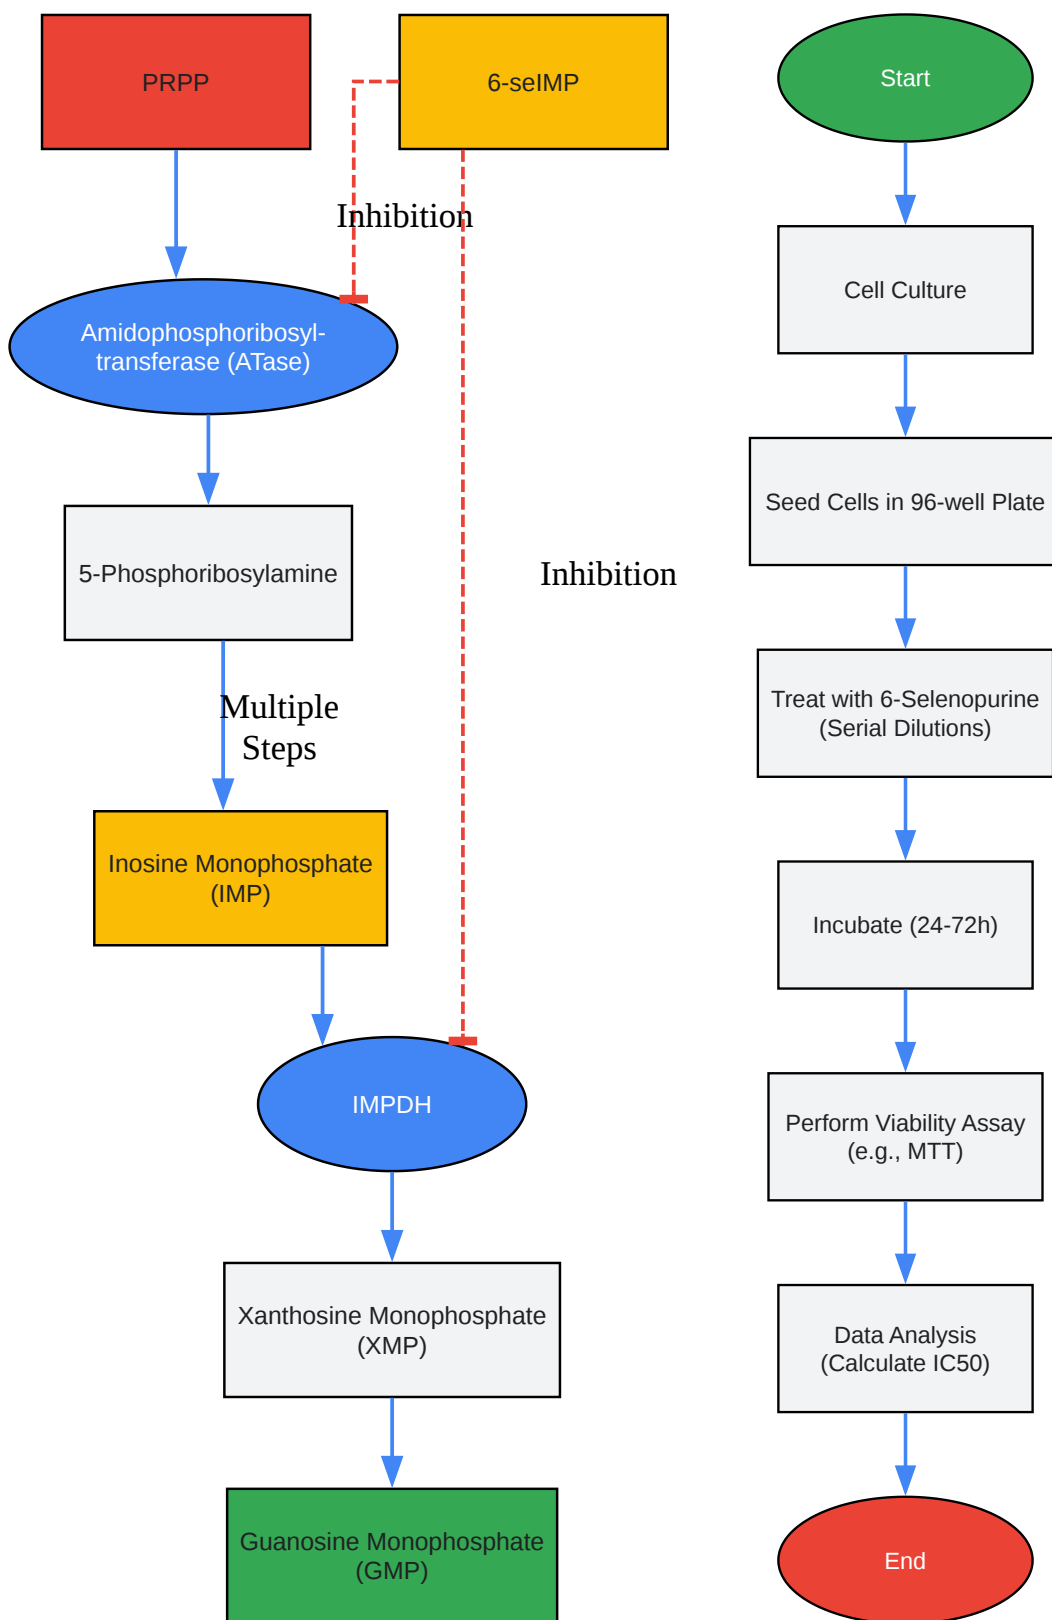 PRPP
6-seIMP
Inhibition
Amidophosphoribosyl-
transferase (ATase)
5-Phosphoribosylamine
Inhibition
Multiple
Steps
Inosine Monophosphate
(IMP)
IMPDH
Xanthosine Monophosphate
(XMP)
Guanosine Monophosphate
(GMP)
Start
Cell Culture
Seed Cells in 96-well Plate
Treat with 6-Selenopurine
(Serial Dilutions)
Incubate (24-72h)
Perform Viability Assay
(e.g., MTT)
Data Analysis
(Calculate IC50)
End